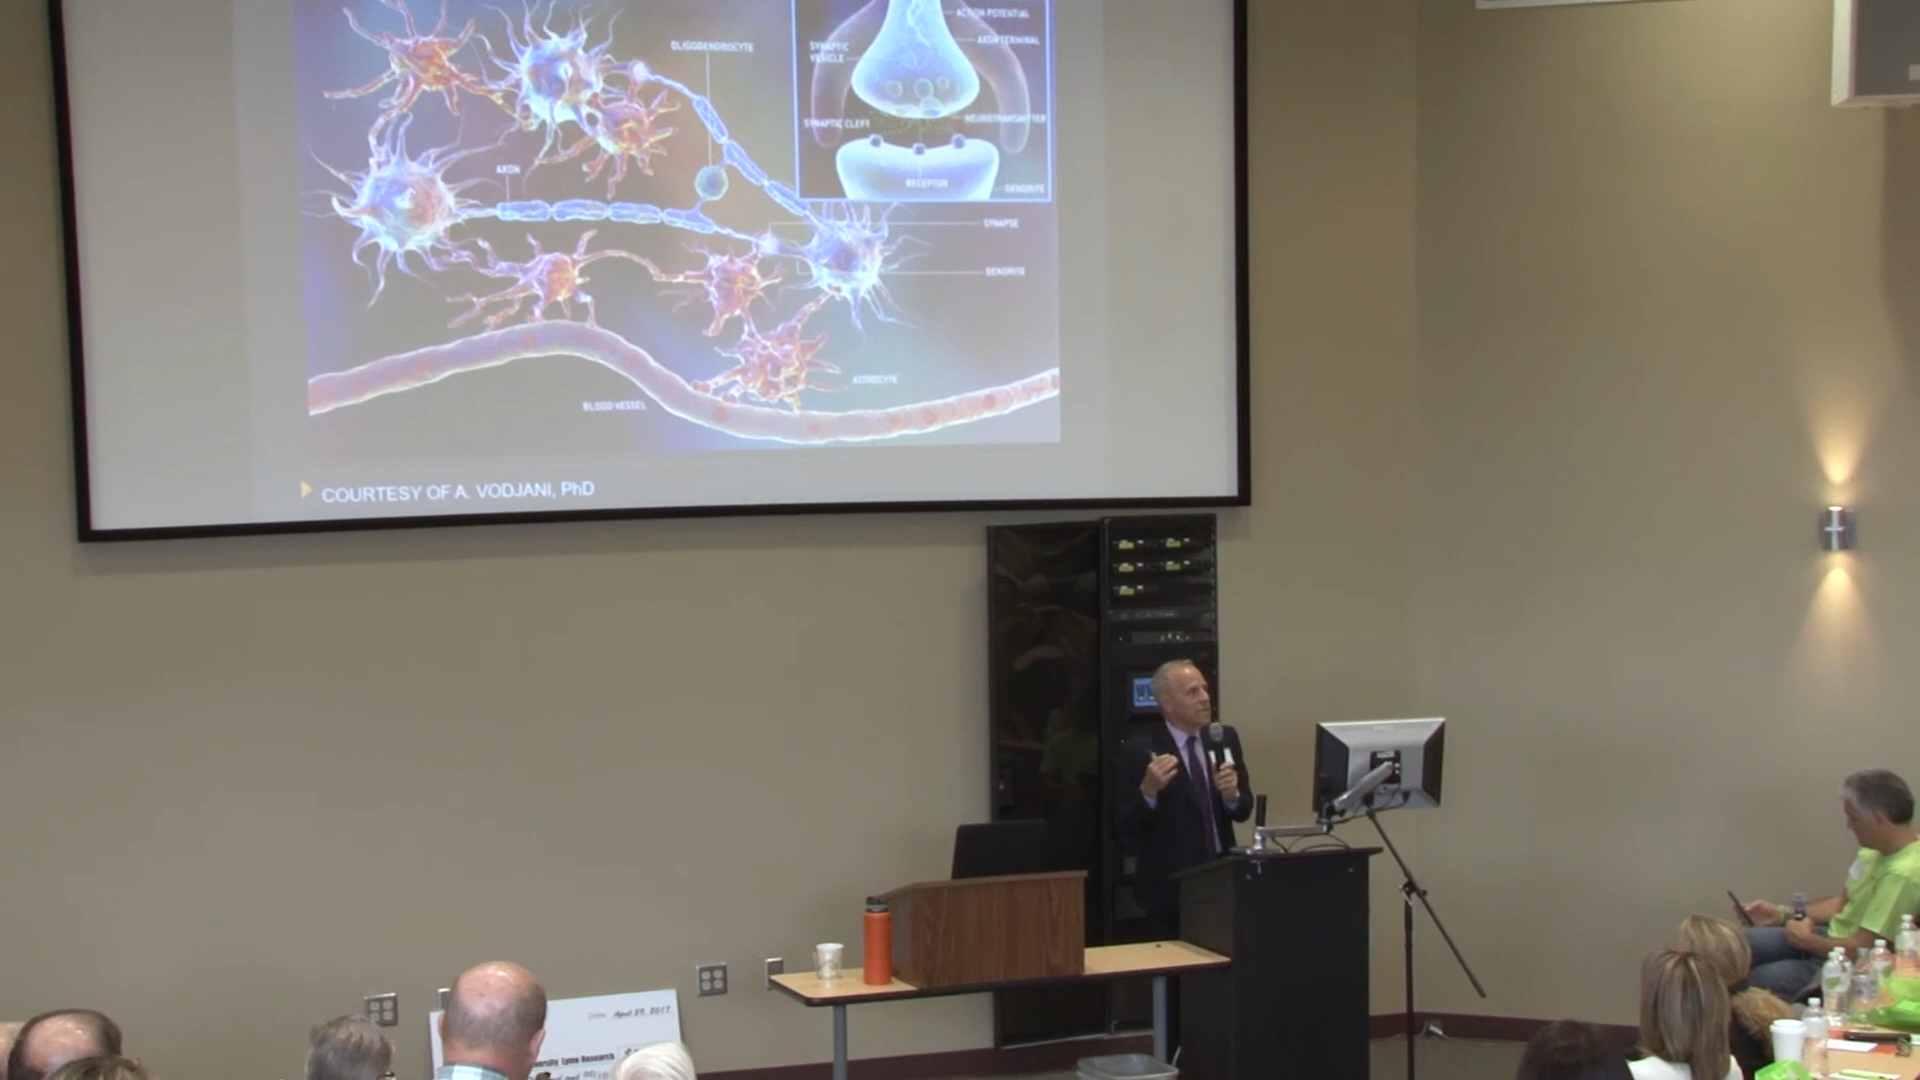 OLIGODENDROCYTE
AXON
ACTION POTENTIAL
AXON TERMINAL
SYNAPTIC
VESICLE
SYNAPTIC CLEFT
NEUROTRANSMITTER
RECEPTOR
DENDRITE
SYNAPSE
DENDRITE
ASTROCYTE
BLOOD VESSEL
COURTESY OF A. VODJANI, PhD
Date: April 29, 2017
Lyme Research